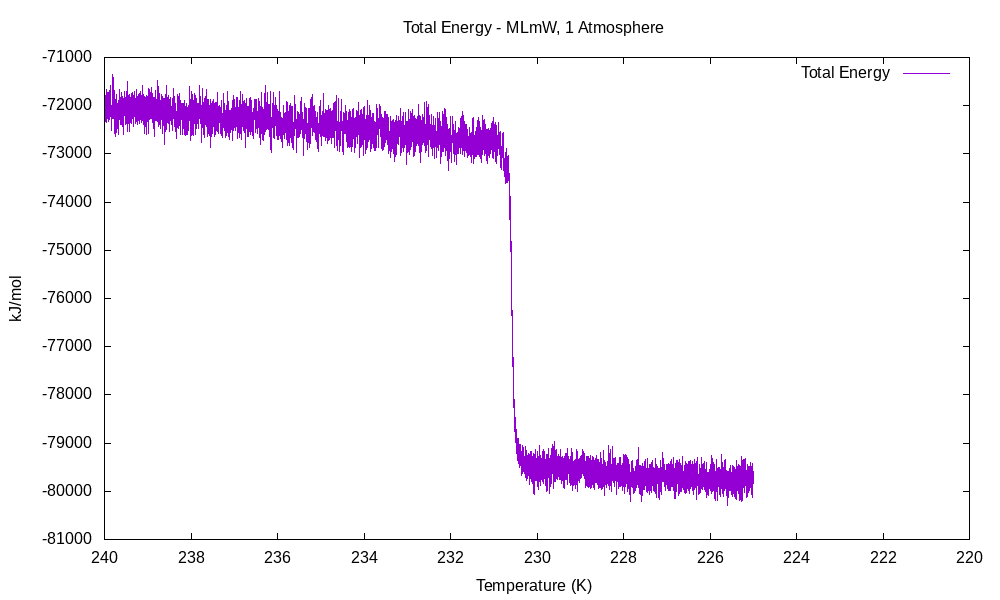 Total Energy - MLmW, 1 Atmosphere
Total Energy
kJ/mol
-71000
-72000
-73000
-74000
-75000
-76000
-77000
-78000
-79000
-80000
-81000
240 238 236 234 232 230 228 226 224 222 220
Temperature (K)